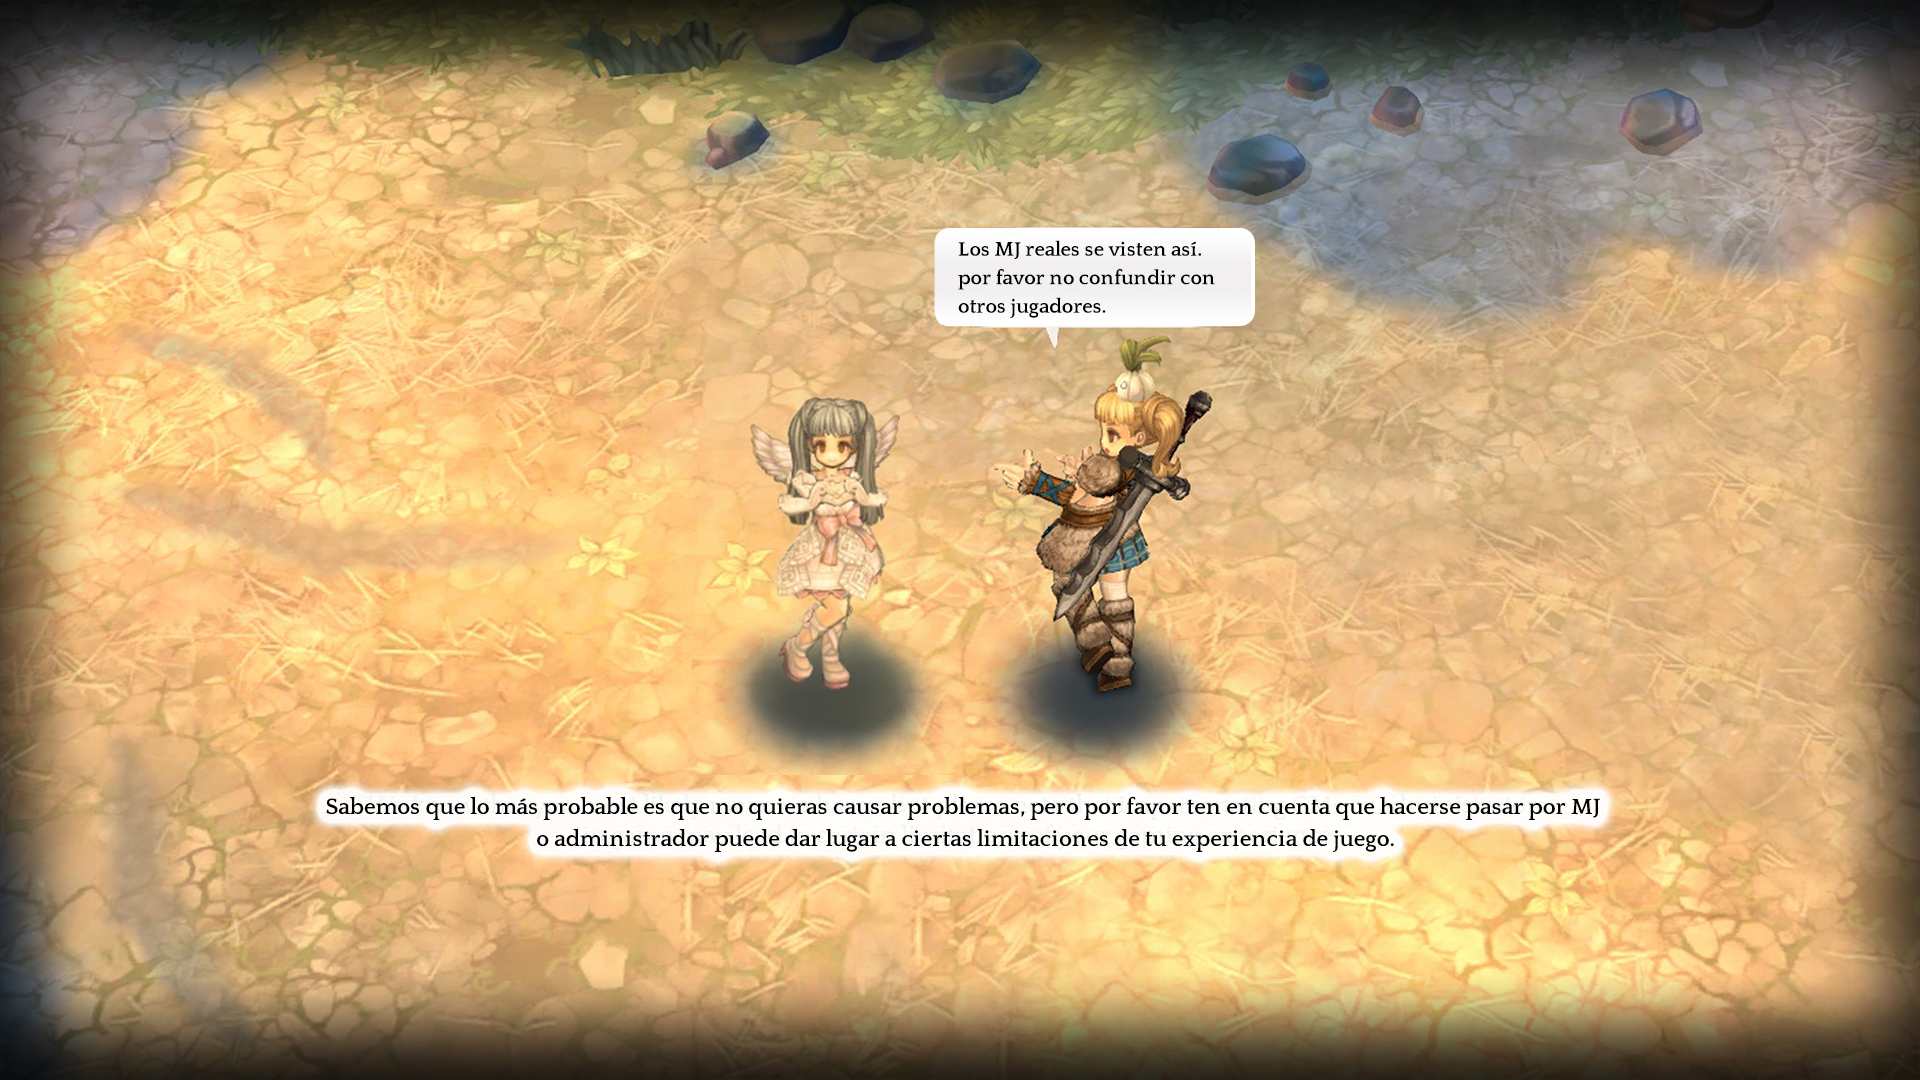 Los MJ reales se visten así.
por favor no confundir con
otros jugadores.
Sabemos que lo más probable es que no quieras causar problemas, pero por favor ten en cuenta que hacerse pasar por MJ
o administrador puede dar lugar a ciertas limitaciones de tu experiencia de juego.